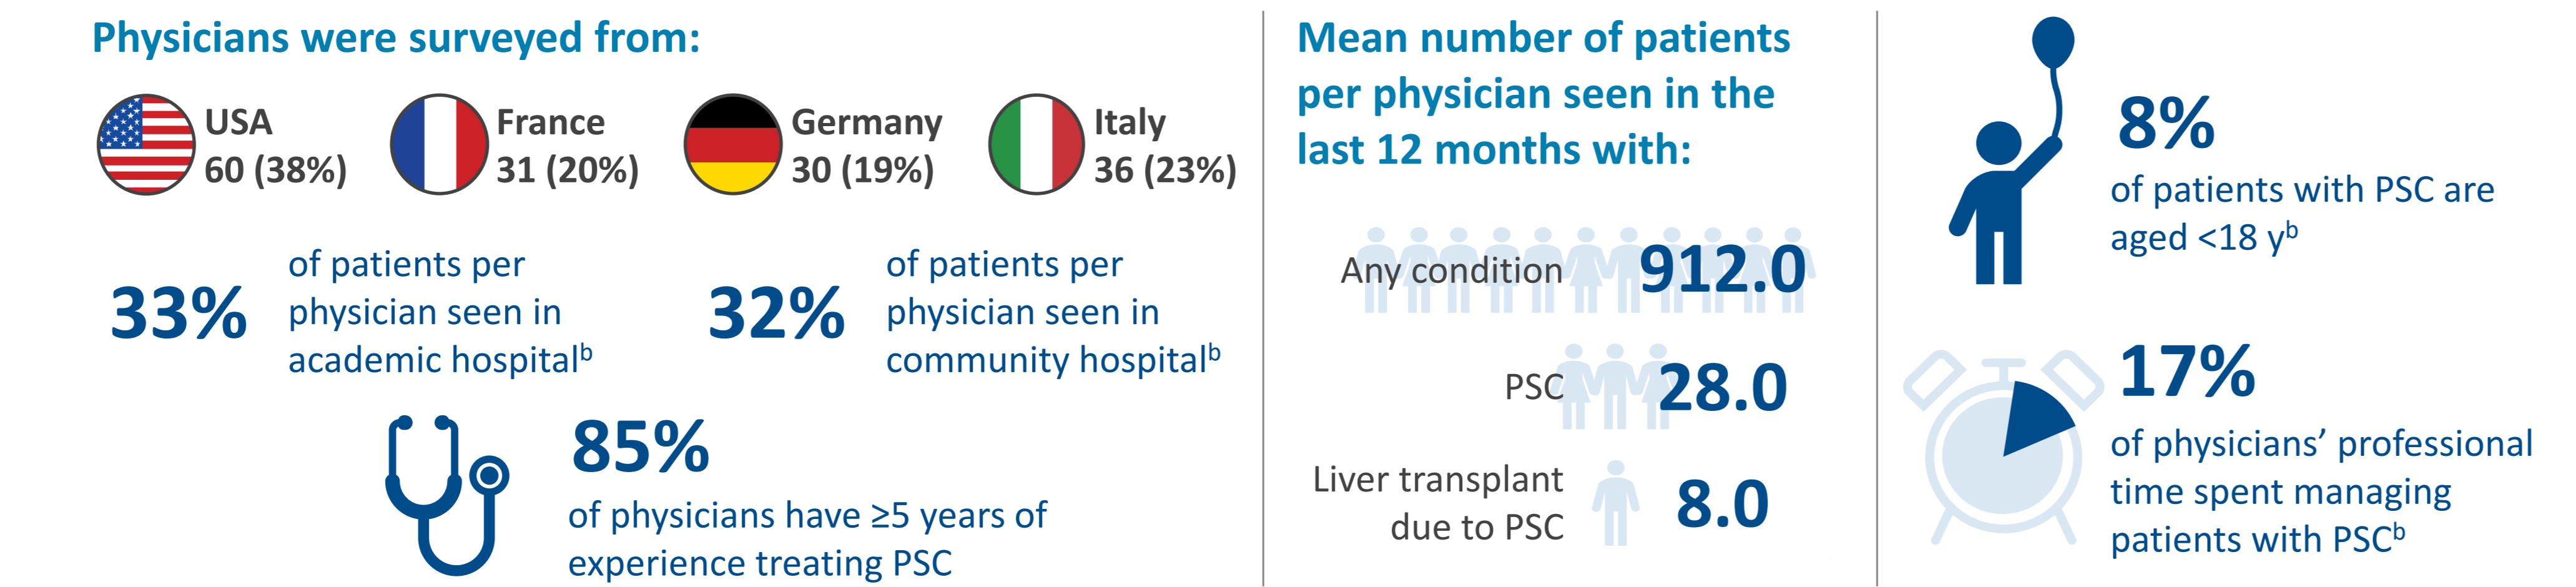 Physicians were surveyed from:
USA
60 (38%)
France
31 (20%)
Germany
30 (19%)
Italy
36 (23%)
33%
of patients per
physician seen in
academic hospitalᵇ
32%
of patients per
physician seen in
community hospitalᵇ
85%
of physicians have ≥5 years of
experience treating PSC
Mean number of patients
per physician seen in the
last 12 months with:
Any condition 912.0
PSC 28.0
Liver transplant
due to PSC
8.0
8%
of patients with PSC are
aged <18 yᵇ
17%
of physicians’ professional
time spent managing
patients with PSCᵇ